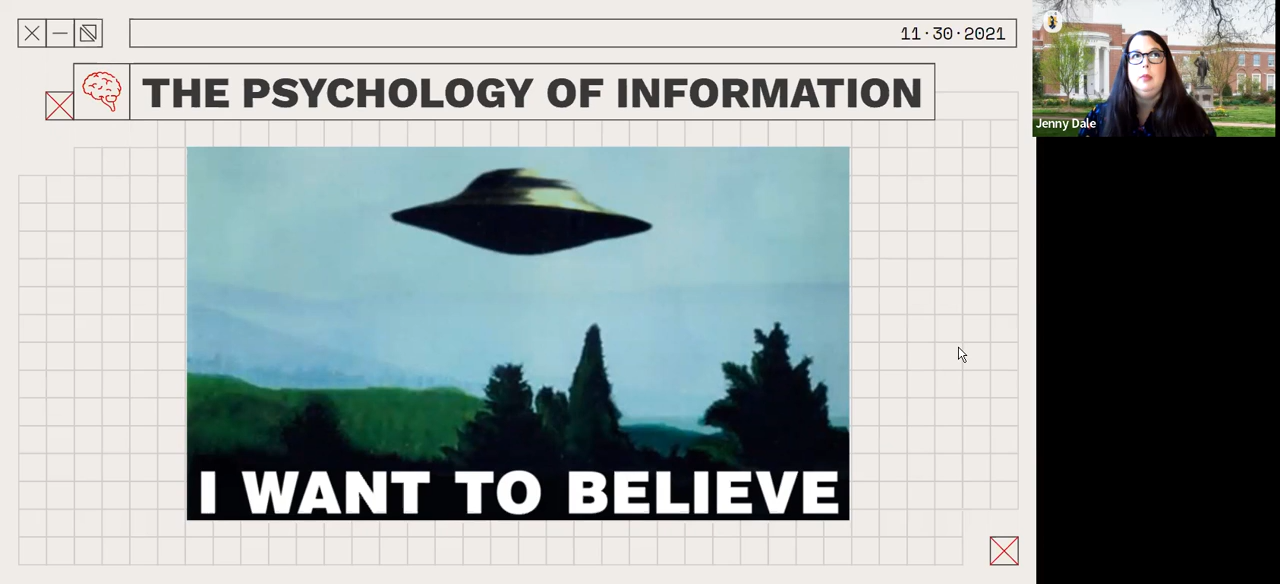 11·30·2021
THE PSYCHOLOGY OF INFORMATION
I WANT TO BELIEVE
Jenny Dale